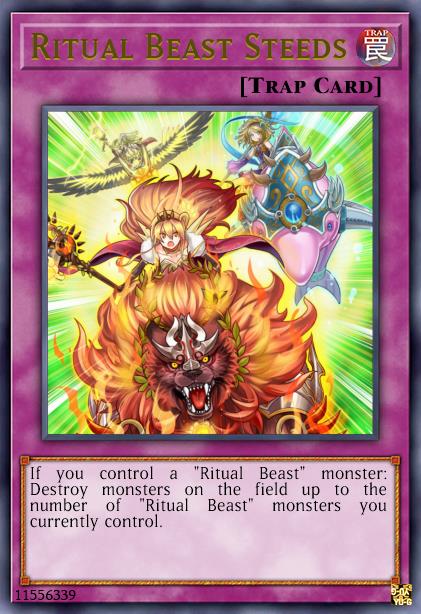 Ritual Beast Steeds
TRAP
罠
[Trap Card]
If you control a "Ritual Beast" monster:
Destroy monsters on the field up to the
number of "Ritual Beast" monsters you
currently control.
11556339